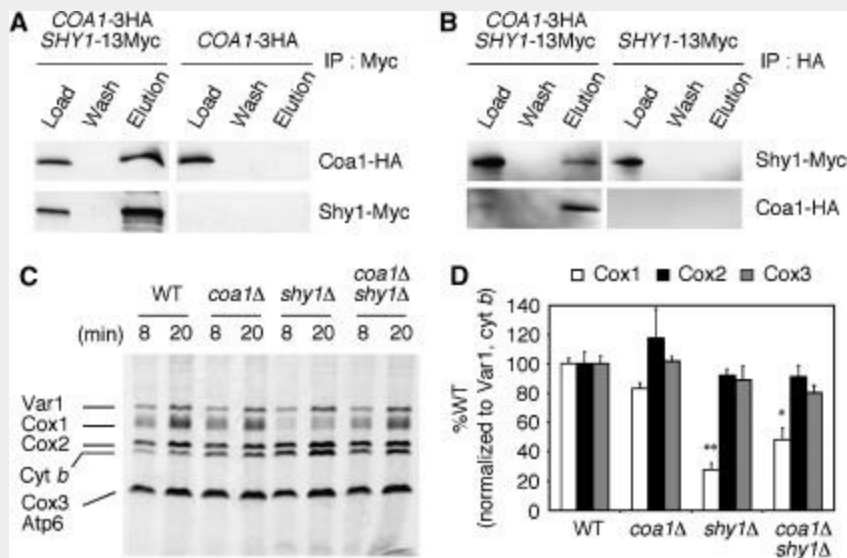 A
COA1-3HA
SHY1-13Myc
COA1-3HA
IP : Myc
Load
Wash
Elution
Load
Wash
Elution
Coa1-HA
Shy1-Myc
B
COA1-3HA
SHY1-13Myc
SHY1-13Myc
IP : HA
Load
Wash
Elution
Load
Wash
Elution
Shy1-Myc
Coa1-HA
C
WT
coa1Δ
shy1Δ
coa1Δ
shy1Δ
(min) 8 20 8 20 8 20 8 20
Var1
Cox1
Cox2
Cyt b
Cox3
Atp6
D
Cox1 Cox2 Cox3
%WT
(normalized to Var1, cyt b)
140
120
100
80
60
40
20
0
**
*
WT
coa1Δ
shy1Δ
coa1Δ
shy1Δ